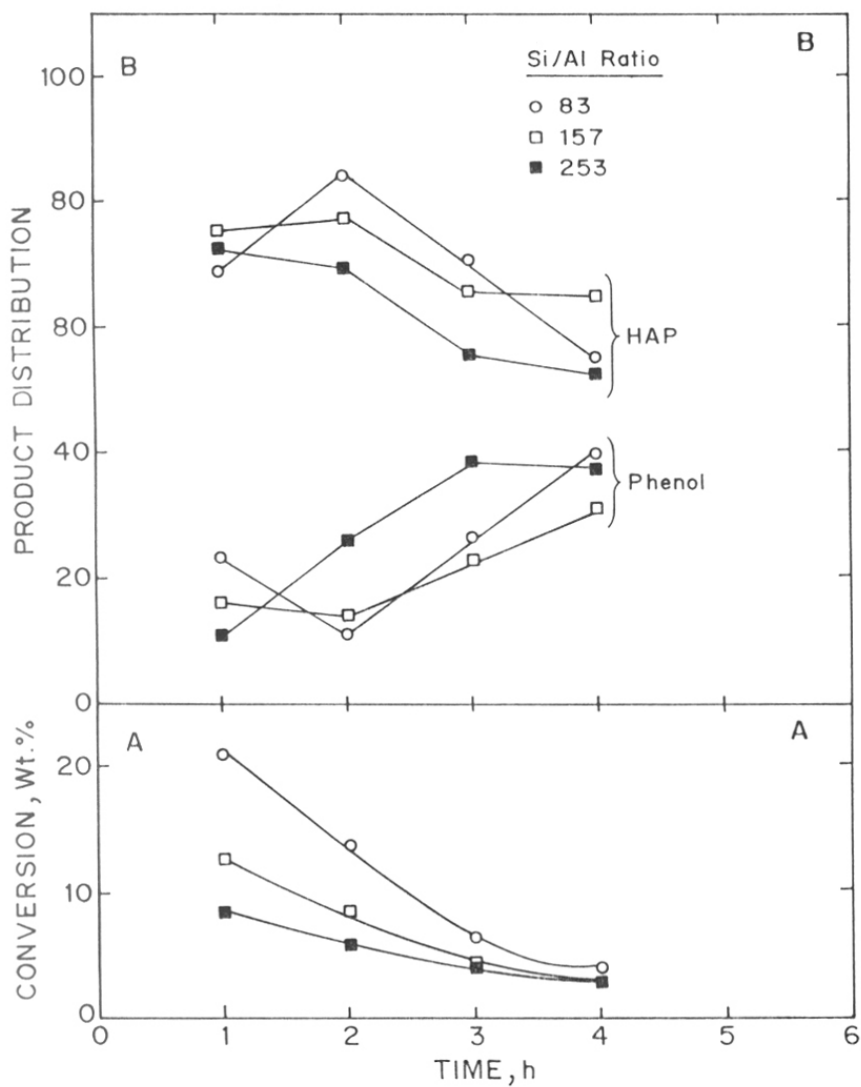 B
B
Si/Al Ratio
83
157
253
100
80
80
40
20
0
PRODUCT DISTRIBUTION
HAP
Phenol
A
A
20
10
0
CONVERSION, Wt.%
0 1 2 3 4 5 6
TIME, h